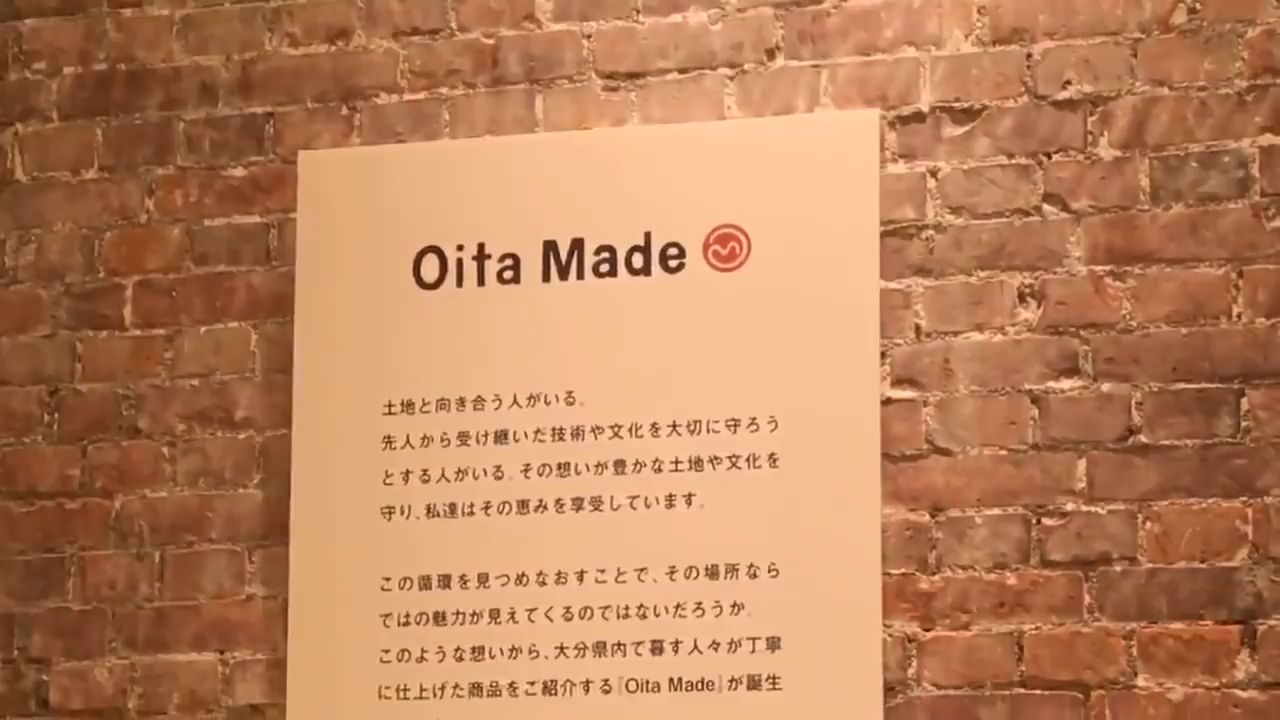 Oita Made
土地と向き合う人がいる。
先人から受け継いだ技術や文化を大切に守ろう
とする人がいる。その想いが豊かな土地や文化を
守り、私達はその恵みを享受しています。
この循環を見つめなおすことで、その場所なら
ではの魅力が見えてくるのではないだろうか。
このような想いから、大分県内で暮す人々が丁寧
に仕上げた商品をご紹介する『Oita Made』が誕生